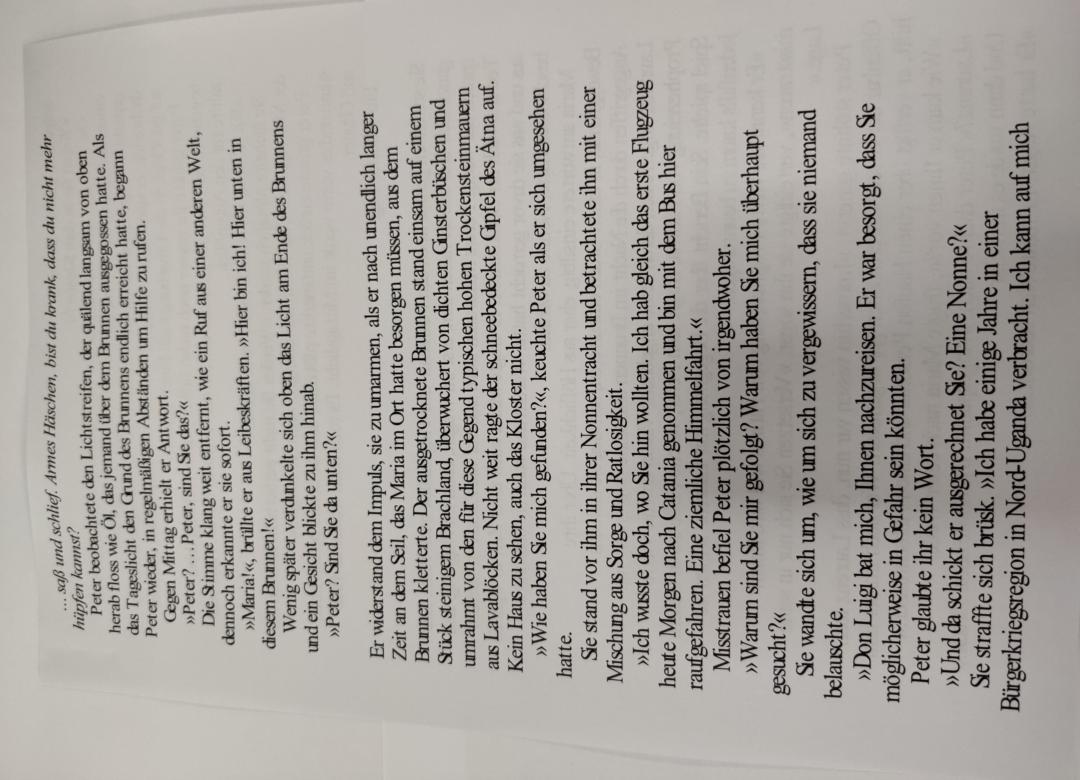 … saß und schlief. Armes Häschen, bist du krank, dass du nicht mehr
hüpfen kannst?
Peter beobachtete den Lichtstreifen, der quälend langsam von oben
herab floss wie Öl, das jemand über dem Brunnen ausgegossen hatte. Als
das Tageslicht den Grund des Brunnens endlich erreicht hatte, begann
Peter wieder, in regelmäßigen Abständen um Hilfe zu rufen.
Gegen Mittag erhielt er Antwort.
»Peter? … Peter, sind Sie das?«
Die Stimme klang weit entfernt, wie ein Ruf aus einer anderen Welt,
dennoch erkannte er sie sofort.
»Maria!«, brüllte er aus Leibeskräften. »Hier bin ich! Hier unten in
diesem Brunnen!«
Wenig später verdunkelte sich oben das Licht am Ende des Brunnens
und ein Gesicht blickte zu ihm hinab.
»Peter? Sind Sie da unten?«
Er widerstand dem Impuls, sie zu umarmen, als er nach unendlich langer
Zeit an dem Seil, das Maria im Ort hatte besorgen müssen, aus dem
Brunnen kletterte. Der ausgetrocknete Brunnen stand einsam auf einem
Stück steinigem Brachland, überwuchert von dichten Ginsterbüschen und
umrahmt von den für diese Gegend typischen hohen Trockensteinmauern
aus Lavablöcken. Nicht weit ragte der schneebedeckte Gipfel des Ätna auf.
Kein Haus zu sehen, auch das Kloster nicht.
»Wie haben Sie mich gefunden?«, keuchte Peter als er sich umgesehen
hatte.
Sie stand vor ihm in ihrer Nonnentracht und betrachtete ihn mit einer
Mischung aus Sorge und Ratlosigkeit.
»Ich wusste doch, wo Sie hin wollten. Ich hab gleich das erste Flugzeug
heute Morgen nach Catania genommen und bin mit dem Bus hier
raufgefahren. Eine ziemliche Himmelfahrt.«
Misstrauen befiel Peter plötzlich von irgendwoher.
»Warum sind Sie mir gefolgt? Warum haben Sie mich überhaupt
gesucht?«
Sie wandte sich um, wie um sich zu vergewissern, dass sie niemand
belauschte.
»Don Luigi bat mich, Ihnen nachzureisen. Er war besorgt, dass Sie
möglicherweise in Gefahr sein könnten.
Peter glaubte ihr kein Wort.
»Und da schickt er ausgerechnet Sie? Eine Nonne?«
Sie straffte sich brüsk. »Ich habe einige Jahre in einer
Bürgerkriegsregion in Nord-Uganda verbracht. Ich kann auf mich